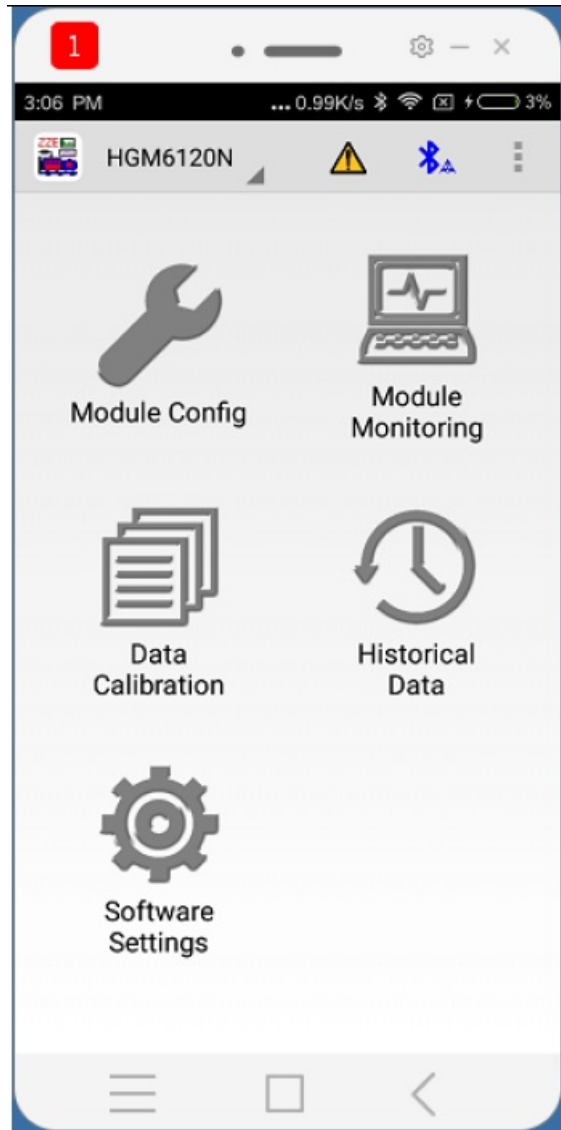 1
3:06 PM ... 0.99K/s 3%
ZZE
HGM6120N
Module Config
Module
Monitoring
Data
Calibration
Historical
Data
Software
Settings